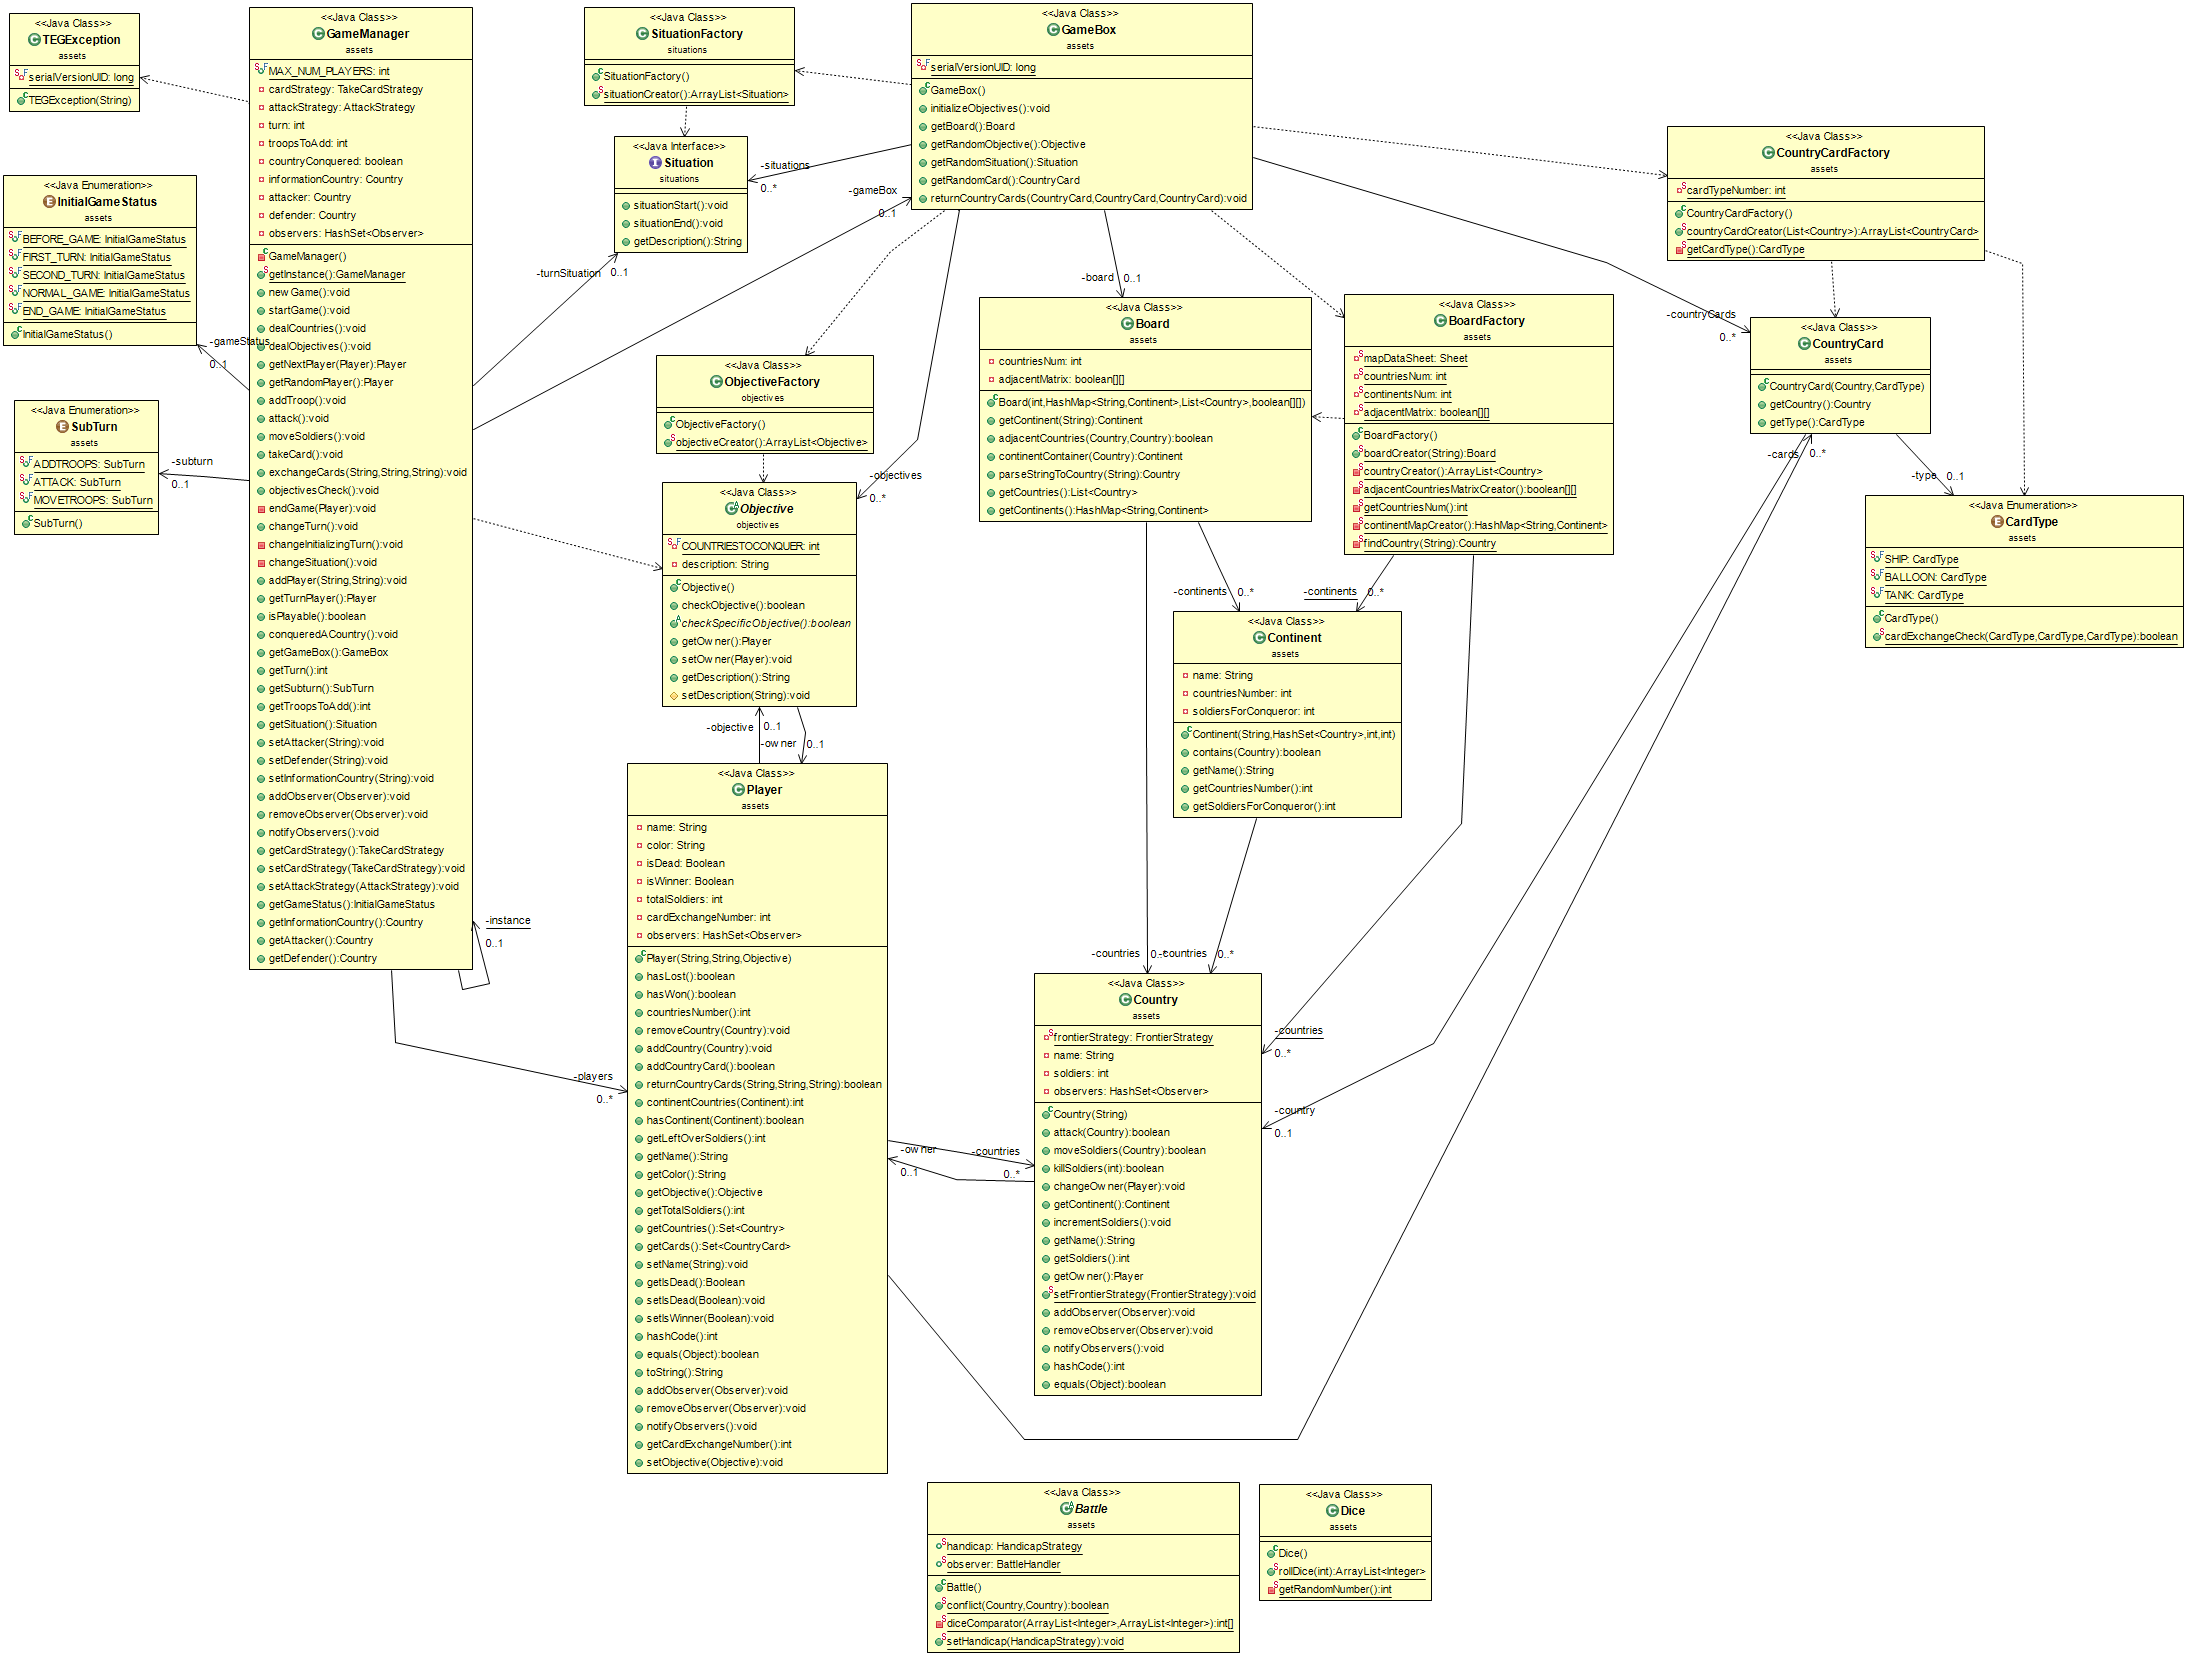 <<Java Class>>
TEGException
assets
serialVersionUID: long
TEGException(String)
<<Java Class>>
GameManager
assets
MAX_NUM_PLAYERS: int
cardStrategy: TakeCardStrategy
attackStrategy: AttackStrategy
turn: int
troopsToAdd: int
countryConquered: boolean
informationCountry: Country
attacker: Country
defender: Country
observers: HashSet<Observer>
GameManager()
getInstance():GameManager
newGame():void
startGame():void
dealCountries():void
dealObjectives():void
getNextPlayer(Player):Player
getRandomPlayer():Player
addTroop():void
attack():void
moveSoldiers():void
takeCard():void
exchangeCards(String,String,String):void
objectivesCheck():void
endGame(Player):void
changeTurn():void
changeInitializingTurn():void
changeSituation():void
addPlayer(String,String):void
getTurnPlayer():Player
isPlayable():boolean
conqueredACountry():void
getGameBox():GameBox
getTurn():int
getSubturn():SubTurn
getTroopsToAdd():int
getSituation():Situation
setAttacker(String):void
setDefender(String):void
setInformationCountry(String):void
addObserver(Observer):void
removeObserver(Observer):void
notifyObservers():void
getCardStrategy():TakeCardStrategy
setCardStrategy(TakeCardStrategy):void
setAttackStrategy(AttackStrategy):void
getGameStatus():InitialGameStatus
getInformationCountry():Country
getAttacker():Country
getDefender():Country
<<Java Enumeration>>
InitialGameStatus
assets
BEFORE_GAME: InitialGameStatus
FIRST_TURN: InitialGameStatus
SECOND_TURN: InitialGameStatus
NORMAL_GAME: InitialGameStatus
END_GAME: InitialGameStatus
InitialGameStatus()
-gameStatus
0..1
<<Java Enumeration>>
SubTurn
assets
ADDTROOPS: SubTurn
ATTACK: SubTurn
MOVETROOPS: SubTurn
SubTurn()
-subturn
0..1
-instance
0..1
-players
0..*
<<Java Class>>
SituationFactory
situations
SituationFactory()
situationCreator():ArrayList<Situation>
<<Java Interface>>
Situation
situations
situationStart():void
situationEnd():void
getDescription():String
-situations
0..*
-gameBox
0..1
-turnSituation
0..1
<<Java Class>>
GameBox
assets
serialVersionUID: long
GameBox()
initializeObjectives():void
getBoard():Board
getRandomObjective():Objective
getRandomSituation():Situation
getRandomCard():CountryCard
returnCountryCards(CountryCard,CountryCard,CountryCard):void
-board
0..1
<<Java Class>>
CountryCardFactory
assets
cardTypeNumber: int
CountryCardFactory()
countryCardCreator(List<Country>):ArrayList<CountryCard>
getCardType():CardType
<<Java Class>>
Board
assets
countriesNum: int
adjacentMatrix: boolean[][]
Board(int,HashMap<String,Continent>,List<Country>,boolean[][])
getContinent(String):Continent
adjacentCountries(Country,Country):boolean
continentContainer(Country):Continent
parseStringToCountry(String):Country
getCountries():List<Country>
getContinents():HashMap<String,Continent>
<<Java Class>>
BoardFactory
assets
mapDataSheet: Sheet
countriesNum: int
continentsNum: int
adjacentMatrix: boolean[][]
BoardFactory()
boardCreator(String):Board
countryCreator():ArrayList<Country>
adjacentCountriesMatrixCreator():boolean[][]
getCountriesNum():int
continentMapCreator():HashMap<String,Continent>
findCountry(String):Country
-countryCards
0..*
<<Java Class>>
CountryCard
assets
CountryCard(Country,CardType)
getCountry():Country
getType():CardType
-cards
0..*
-type
0..1
<<Java Enumeration>>
CardType
assets
SHIP: CardType
BALLOON: CardType
TANK: CardType
CardType()
cardExchangeCheck(CardType,CardType,CardType):boolean
<<Java Class>>
ObjectiveFactory
objectives
ObjectiveFactory()
objectiveCreator():ArrayList<Objective>
-objectives
0..*
<<Java Class>>
Objective
objectives
COUNTRIESTOCONQUER: int
description: String
Objective()
checkObjective():boolean
checkSpecificObjective():boolean
getOwner():Player
setOwner(Player):void
getDescription():String
setDescription(String):void
-objective
0..1
-owner
0..1
-continents
0..*
-continents
0..*
<<Java Class>>
Continent
assets
name: String
countriesNumber: int
soldiersForConqueror: int
Continent(String,HashSet<Country>,int,int)
contains(Country):boolean
getName():String
getCountriesNumber():int
getSoldiersForConqueror():int
<<Java Class>>
Player
assets
name: String
color: String
isDead: Boolean
isWinner: Boolean
totalSoldiers: int
cardExchangeNumber: int
observers: HashSet<Observer>
Player(String,String,Objective)
hasLost():boolean
hasWon():boolean
countriesNumber():int
removeCountry(Country):void
addCountry(Country):void
addCountryCard():boolean
returnCountryCards(String,String,String):boolean
continentCountries(Continent):int
hasContinent(Continent):boolean
getLeftOverSoldiers():int
getName():String
getColor():String
getObjective():Objective
getTotalSoldiers():int
getCountries():Set<Country>
getCards():Set<CountryCard>
setName(String):void
getIsDead():Boolean
setIsDead(Boolean):void
setIsWinner(Boolean):void
hashCode():int
equals(Object):boolean
toString():String
addObserver(Observer):void
removeObserver(Observer):void
notifyObservers():void
getCardExchangeNumber():int
setObjective(Objective):void
-owner
0..1
-countries
0..*
-countries
0..*
-countries
0..*
<<Java Class>>
Country
assets
frontierStrategy: FrontierStrategy
name: String
soldiers: int
observers: HashSet<Observer>
Country(String)
attack(Country):boolean
moveSoldiers(Country):boolean
killSoldiers(int):boolean
changeOwner(Player):void
getContinent():Continent
incrementSoldiers():void
getName():String
getSoldiers():int
getOwner():Player
setFrontierStrategy(FrontierStrategy):void
addObserver(Observer):void
removeObserver(Observer):void
notifyObservers():void
hashCode():int
equals(Object):boolean
-countries
0..*
-country
0..1
<<Java Class>>
Battle
assets
handicap: HandicapStrategy
observer: BattleHandler
Battle()
conflict(Country,Country):boolean
diceComparator(ArrayList<Integer>,ArrayList<Integer>):int[]
setHandicap(HandicapStrategy):void
<<Java Class>>
Dice
assets
Dice()
rollDice(int):ArrayList<Integer>
getRandomNumber():int